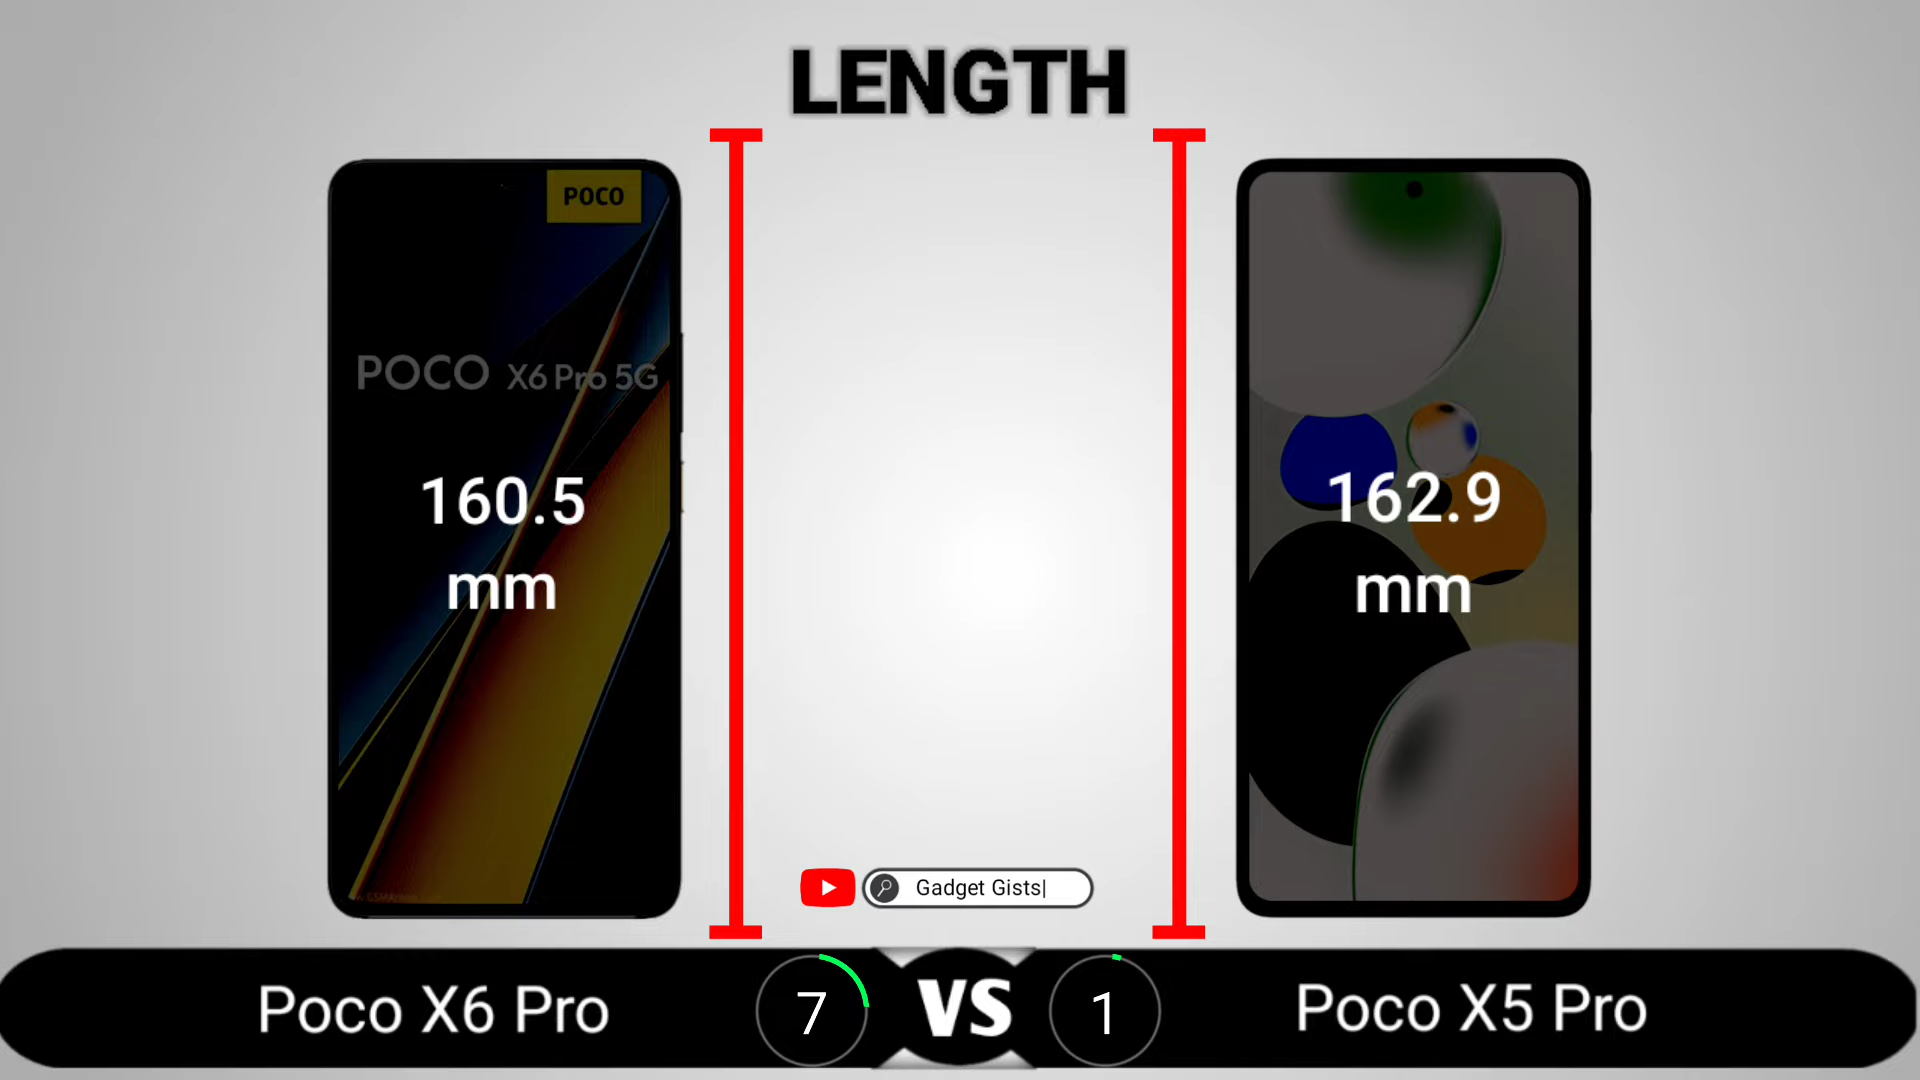 LENGTH
POCO
POCO X6 Pro 5G
160.5
mm
162.9
mm
Gadget Gists|
Poco X6 Pro
7
VS
1
Poco X5 Pro